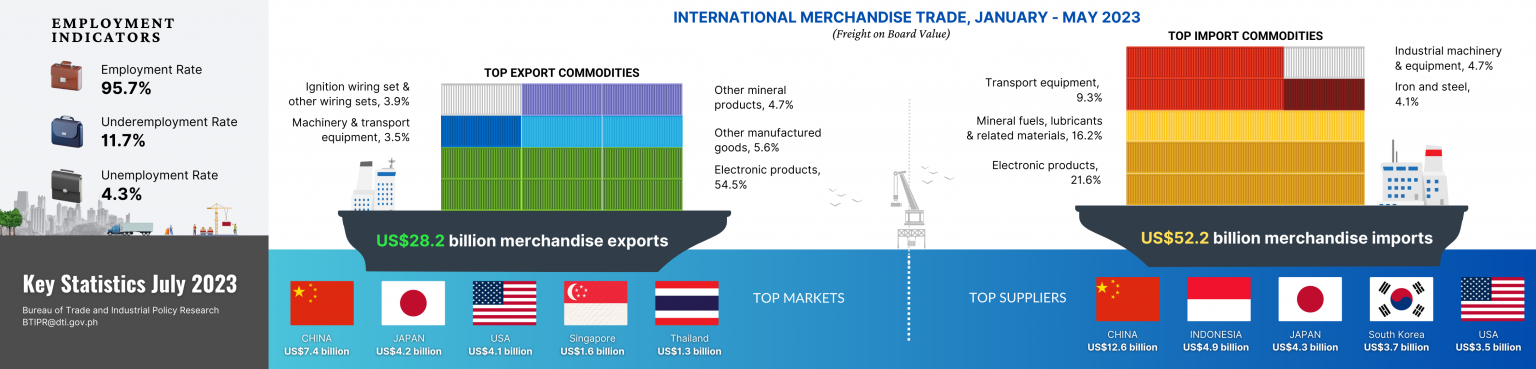 EMPLOYMENT
INDICATORS
Employment Rate
95.7%
Underemployment Rate
11.7%
Unemployment Rate
4.3%
Key Statistics July 2023
Bureau of Trade and Industrial Policy Research
BTIPR@dti.gov.ph
INTERNATIONAL MERCHANDISE TRADE, JANUARY - MAY 2023
(Freight on Board Value)
TOP EXPORT COMMODITIES
Ignition wiring set &
other wiring sets, 3.9%
Machinery & transport
equipment, 3.5%
Other mineral
products, 4.7%
Other manufactured
goods, 5.6%
Electronic products,
54.5%
US$28.2 billion merchandise exports
CHINA
US$7.4 billion
JAPAN
US$4.2 billion
USA
US$4.1 billion
Singapore
US$1.6 billion
Thailand
US$1.3 billion
TOP MARKETS
TOP IMPORT COMMODITIES
Transport equipment,
9.3%
Mineral fuels, lubricants
& related materials, 16.2%
Electronic products,
21.6%
Industrial machinery
& equipment, 4.7%
Iron and steel,
4.1%
US$52.2 billion merchandise imports
TOP SUPPLIERS
CHINA
US$12.6 billion
INDONESIA
US$4.9 billion
JAPAN
US$4.3 billion
South Korea
US$3.7 billion
USA
US$3.5 billion